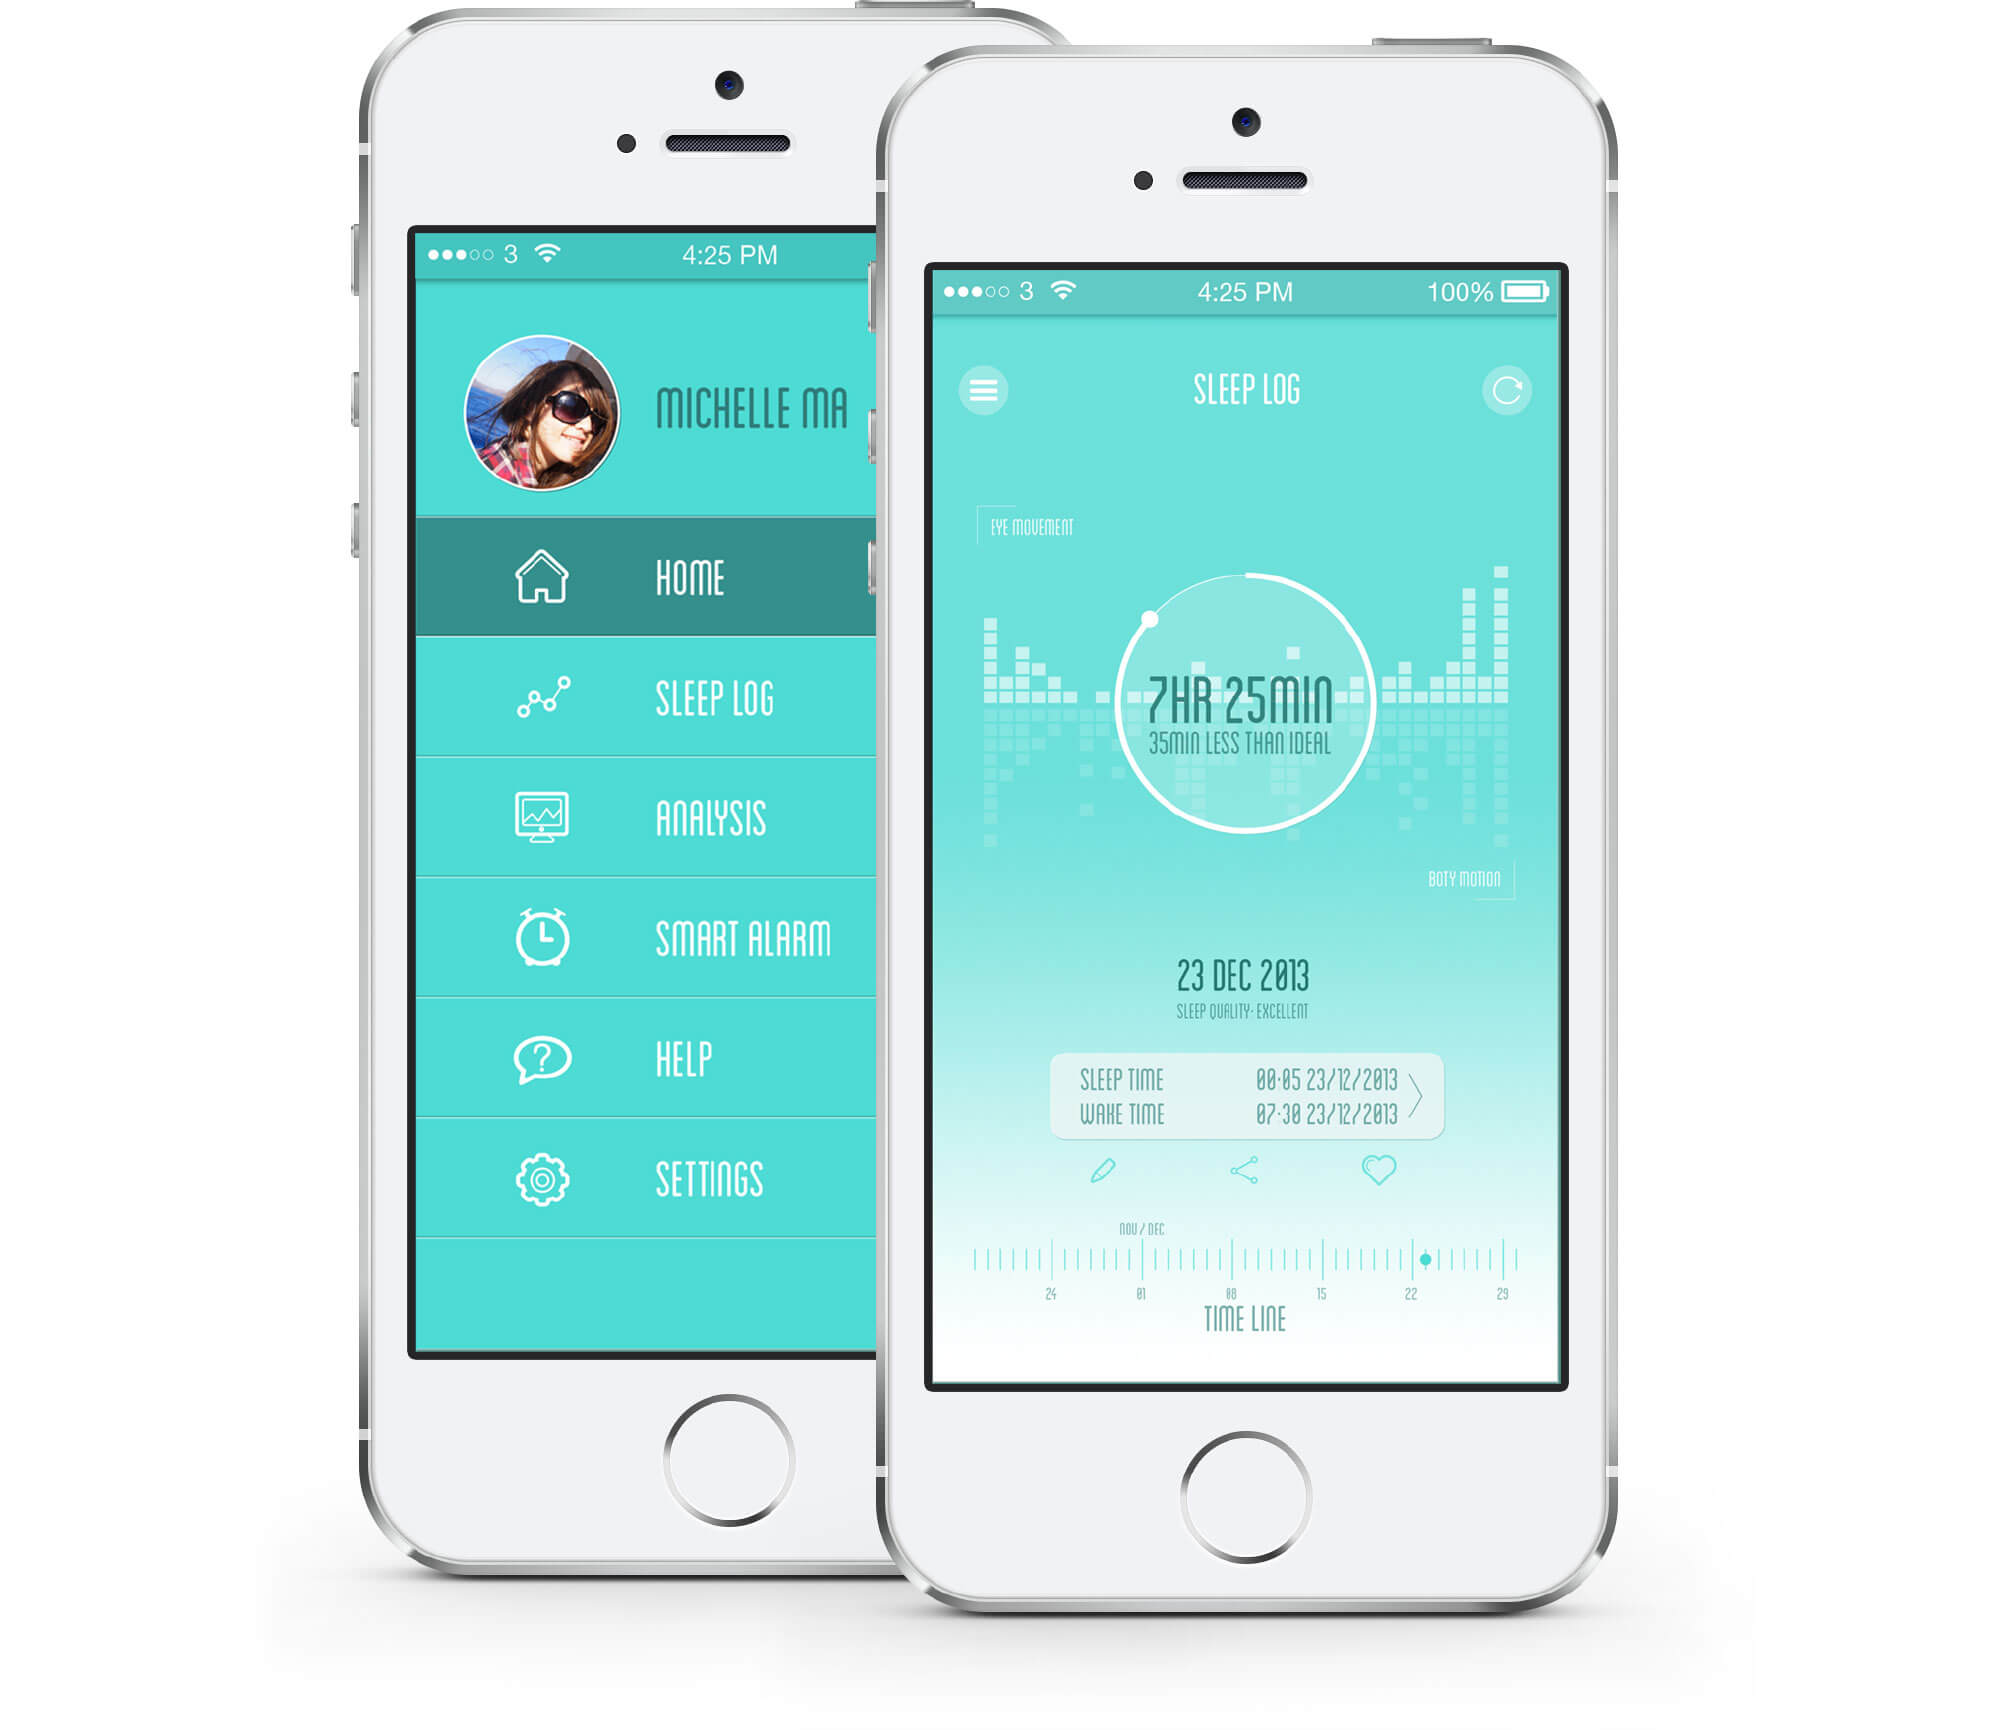 3 4:25 PM
MICHELLE MA
HOME
SLEEP LOG
ANALYSIS
SMART ALARM
HELP
SETTINGS
3 4:25 PM 100%
SLEEP LOG
EYE MOVEMENT
7HR 25MIN
35MIN LESS THAN IDEAL
BOTY MOTION
23 DEC 2013
SLEEP QUALITY: EXCELLENT
SLEEP TIME 00:05 23/12/2013
WAKE TIME 07:30 23/12/2013
NOV / DEC
24 01 08 15 22 29
TIME LINE